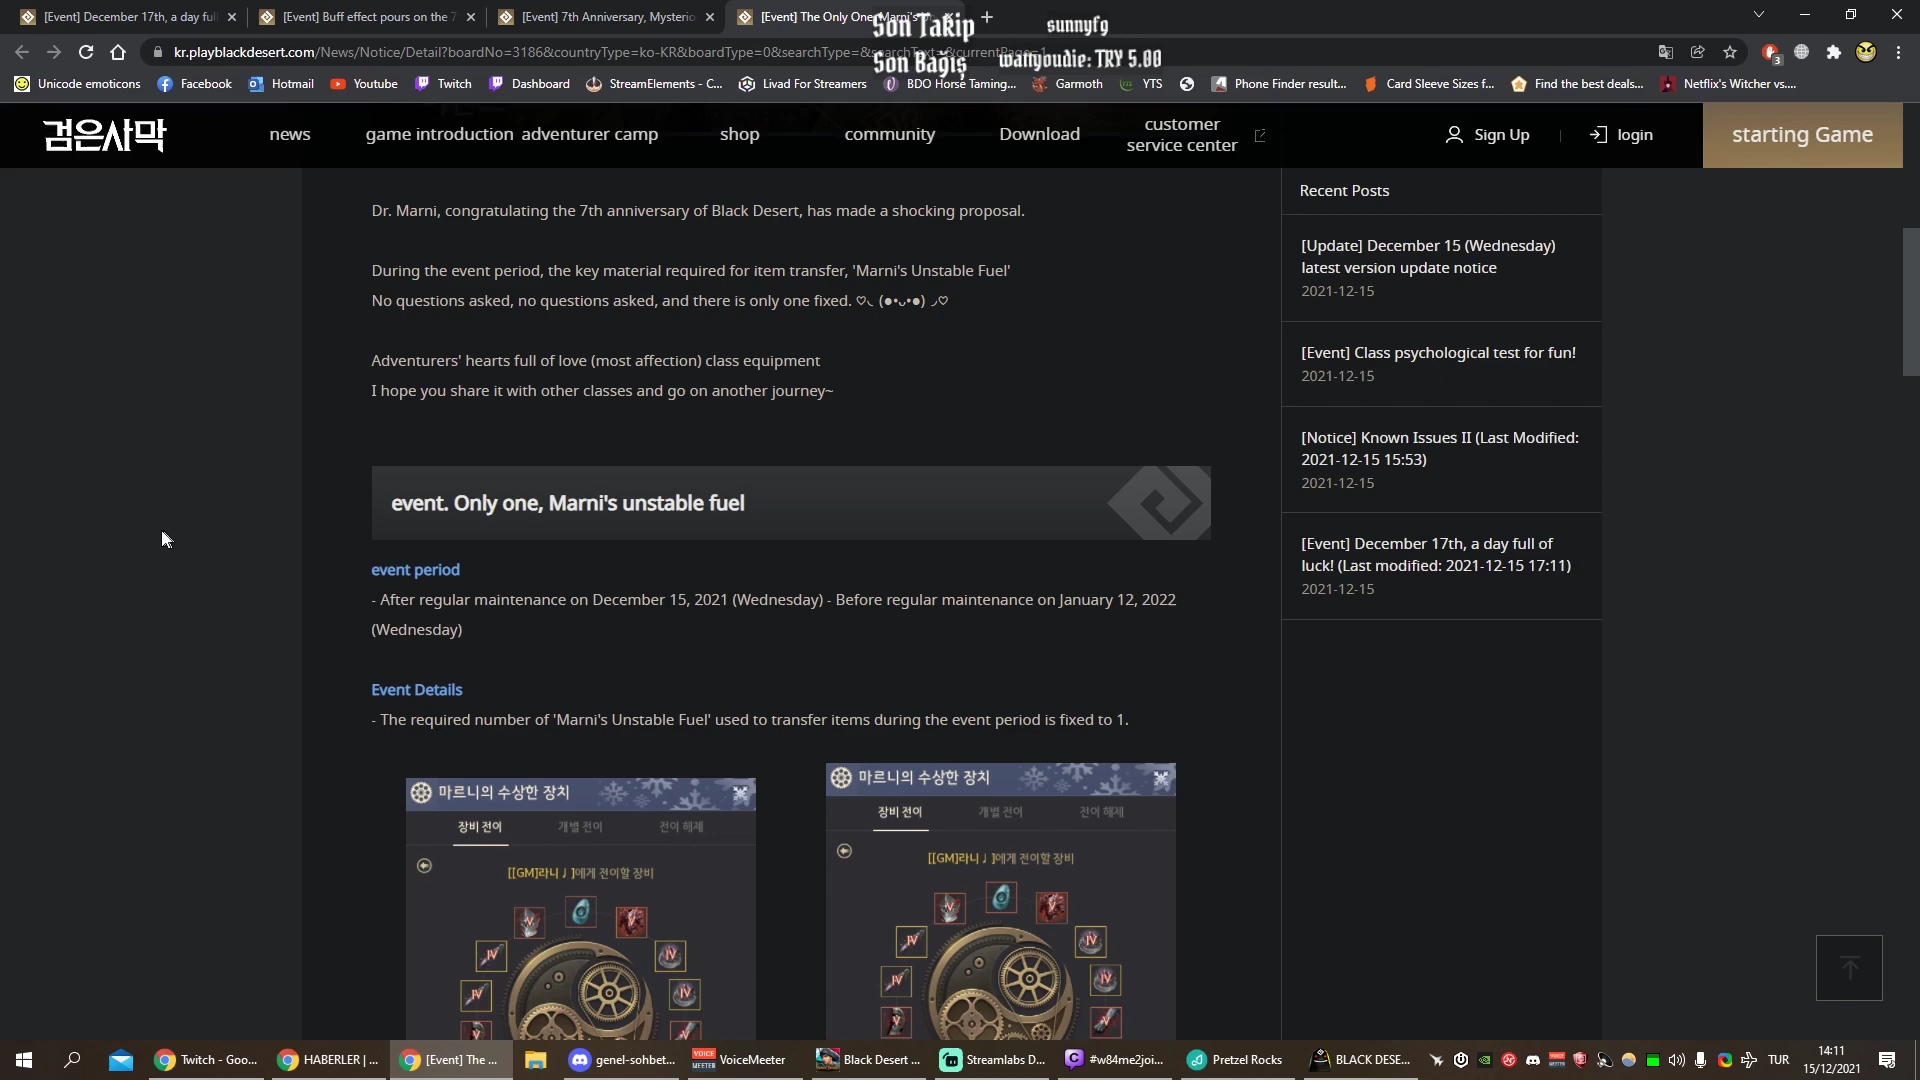 [Event] December 17th, a day full
[Event] Buff effect pours on the 7
[Event] 7th Anniversary, Mysterio
[Event] The Only One, Marni's
Son Takip
sunnyfg
Son Bağış
wattyoudie: TRY 5.00
kr.playblackdesert.com/News/Notice/Detail?boardNo=3186&countryType=ko-KR&boardType=0&searchType=&searchText=&currentPage=1
Unicode emoticons
Facebook
Hotmail
Youtube
Twitch
Dashboard
StreamElements - C...
Livad For Streamers
BDO Horse Taming...
Garmoth
YTS
Phone Finder result...
Card Sleeve Sizes f...
Find the best deals...
Netflix's Witcher vs....
검은사막
news
game introduction
adventurer camp
shop
community
Download
customer
service center
Sign Up
login
starting Game
Dr. Marni, congratulating the 7th anniversary of Black Desert, has made a shocking proposal.
During the event period, the key material required for item transfer, 'Marni's Unstable Fuel'
No questions asked, no questions asked, and there is only one fixed. ♡◟(●•ᴗ•●)◞♡
Adventurers' hearts full of love (most affection) class equipment
I hope you share it with other classes and go on another journey~
event. Only one, Marni's unstable fuel
event period
- After regular maintenance on December 15, 2021 (Wednesday) - Before regular maintenance on January 12, 2022
(Wednesday)
Event Details
- The required number of 'Marni's Unstable Fuel' used to transfer items during the event period is fixed to 1.
마르니의 수상한 장치
장비 전이
개별 전이
전이 해제
[[GM]라니♩]에게 전이할 장비
V
V
IV
IV
IV
IV
마르니의 수상한 장치
장비 전이
개별 전이
전이 해제
[[GM]라니♩]에게 전이할 장비
V
V
IV
IV
IV
IV
Recent Posts
[Update] December 15 (Wednesday)
latest version update notice
2021-12-15
[Event] Class psychological test for fun!
2021-12-15
[Notice] Known Issues II (Last Modified:
2021-12-15 15:53)
2021-12-15
[Event] December 17th, a day full of
luck! (Last modified: 2021-12-15 17:11)
2021-12-15
Twitch - Goo...
HABERLER | ...
[Event] The ...
genel-sohbet...
VoiceMeeter
Black Desert ...
Streamlabs D...
#w84me2joi...
Pretzel Rocks
BLACK DESE...
TUR
14:11
15/12/2021